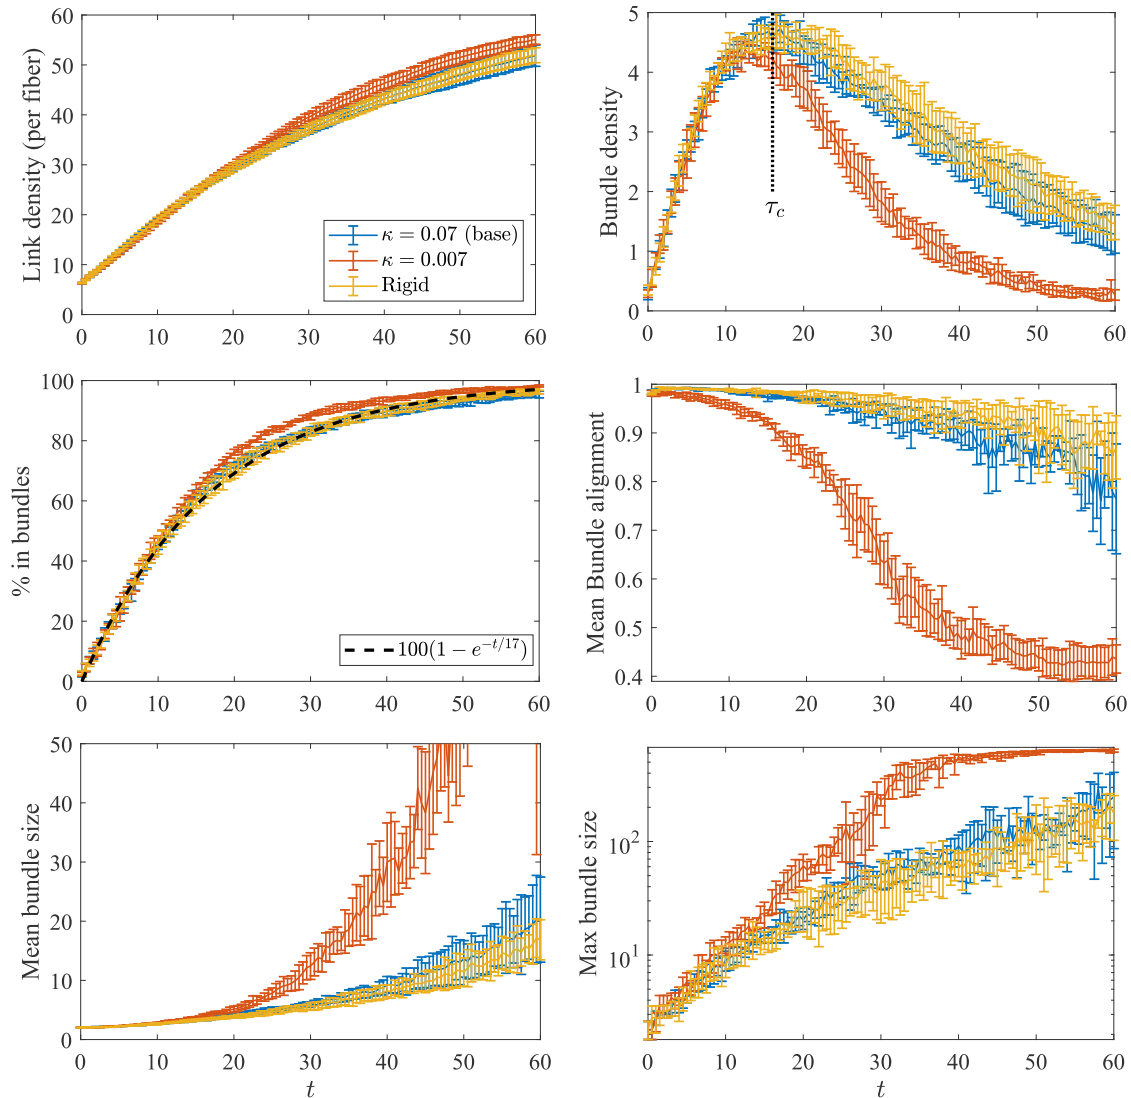 Link density (per fiber)
60
50
40
30
20
10
0
0 10 20 30 40 50 60
κ = 0.07 (base)
κ = 0.007
Rigid
Bundle density
5
4
3
2
1
0
0 10 20 30 40 50 60
τ_c
% in bundles
100
80
60
40
20
0
0 10 20 30 40 50 60
100(1 − e^{−t/17})
Mean Bundle alignment
1
0.9
0.8
0.7
0.6
0.5
0.4
0 10 20 30 40 50 60
Mean bundle size
50
40
30
20
10
0
0 10 20 30 40 50 60
t
Max bundle size
10^2
10^1
0 10 20 30 40 50 60
t